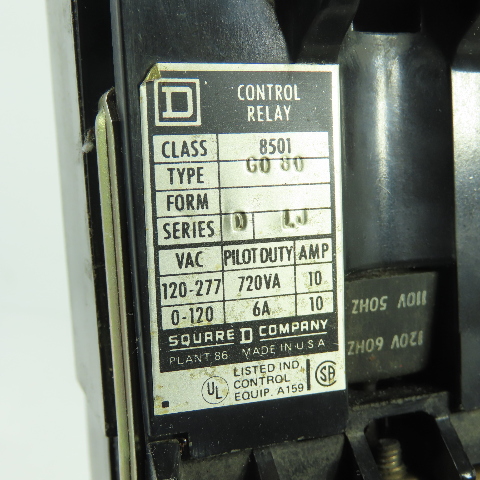 D
CONTROL
RELAY
CLASS 8501
TYPE GO 80
FORM
SERIES D LJ
VAC PILOT DUTY AMP
120-277 720VA 10
0-120 6A 10
SQUARE D COMPANY
PLANT 86 MADE IN U.S.A
UL LISTED IND. SA
CONTROL
EQUIP. A159
110V 50HZ
120V 60HZ